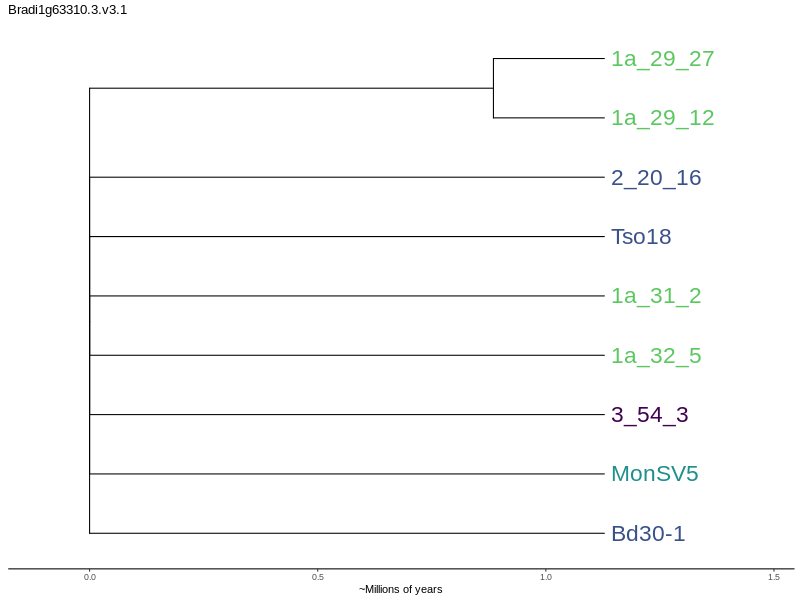 Bradi1g63310.3.v3.1
1a_29_27
1a_29_12
2_20_16
Tso18
1a_31_2
1a_32_5
3_54_3
MonSV5
Bd30-1
0.0 0.5 1.0 1.5
~Millions of years